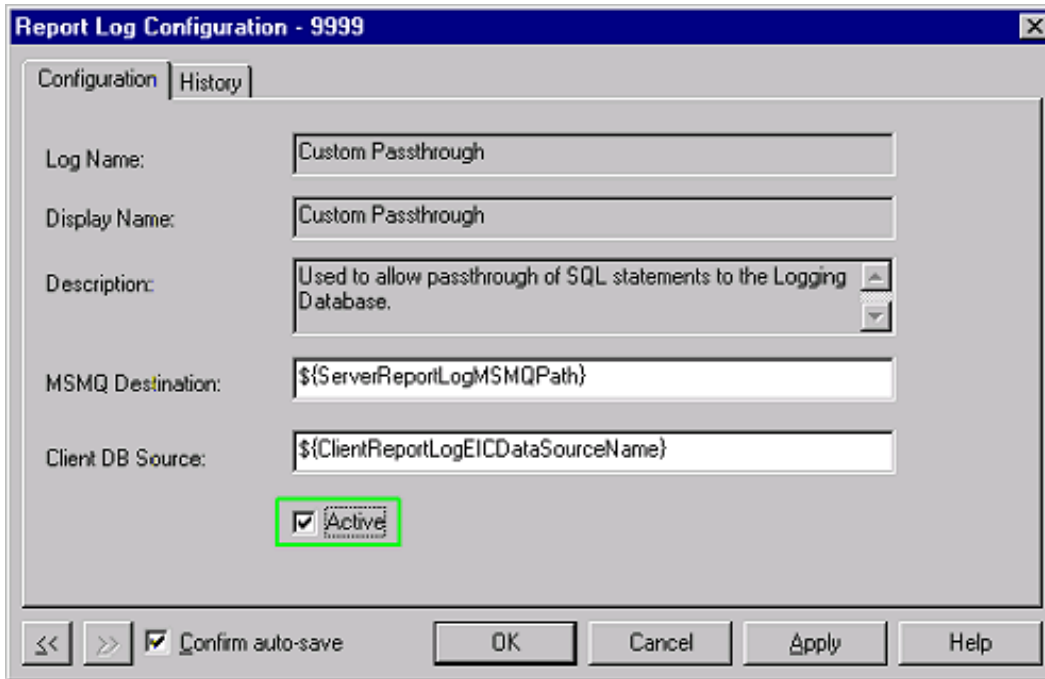 Report Log Configuration - 9999
Configuration
History
Log Name:
Custom Passthrough
Display Name:
Custom Passthrough
Description:
Used to allow passthrough of SQL statements to the Logging
Database.
MSMQ Destination:
${ServerReportLogMSMQPath}
Client DB Source:
${ClientReportLogEICDataSourceName}
Active
<< >> Confirm auto-save OK Cancel Apply Help